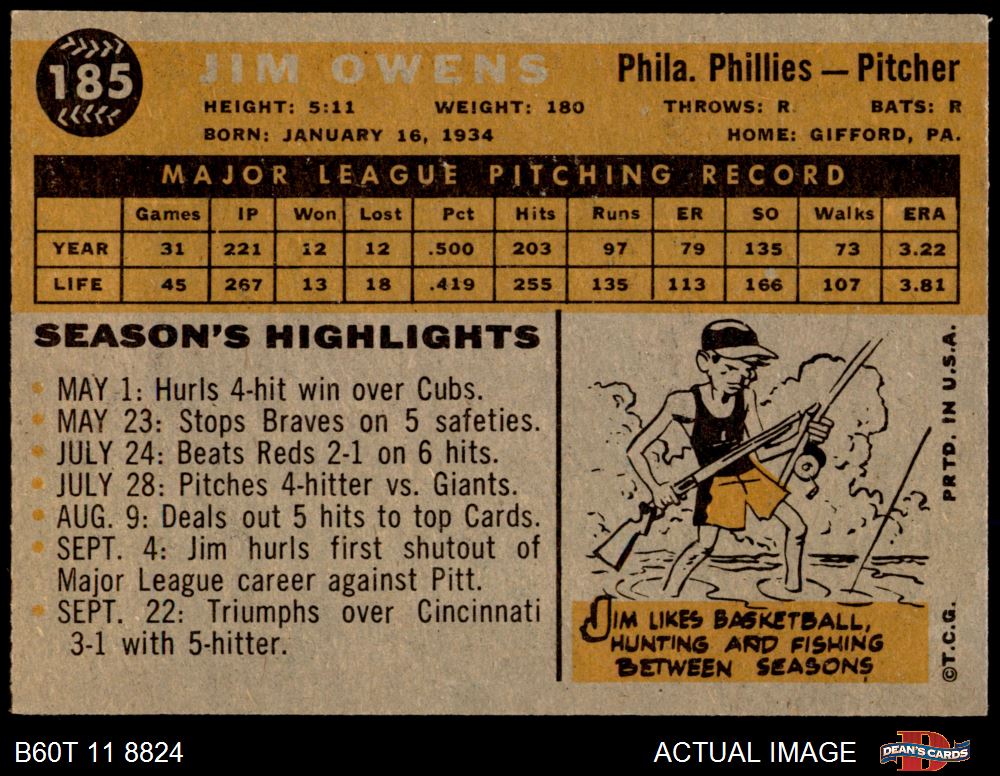 185
JIM OWENS
Phila. Phillies — Pitcher
HEIGHT: 5:11 WEIGHT: 180 THROWS: R. BATS: R
BORN: JANUARY 16, 1934 HOME: GIFFORD, PA.
MAJOR LEAGUE PITCHING RECORD
Games IP Won Lost Pct Hits Runs ER SO Walks ERA
YEAR 31 221 12 12 .500 203 97 79 135 73 3.22
LIFE 45 267 13 18 .419 255 135 113 166 107 3.81
SEASON'S HIGHLIGHTS
• MAY 1: Hurls 4-hit win over Cubs.
• MAY 23: Stops Braves on 5 safeties.
• JULY 24: Beats Reds 2-1 on 6 hits.
• JULY 28: Pitches 4-hitter vs. Giants.
• AUG. 9: Deals out 5 hits to top Cards.
• SEPT. 4: Jim hurls first shutout of
Major League career against Pitt.
• SEPT. 22: Triumphs over Cincinnati
3-1 with 5-hitter.
JIM LIKES BASKETBALL,
HUNTING AND FISHING
BETWEEN SEASONS
©T.C.G. PRTD. IN U.S.A.
B60T 11 8824
ACTUAL IMAGE
D
DEAN'S CARDS